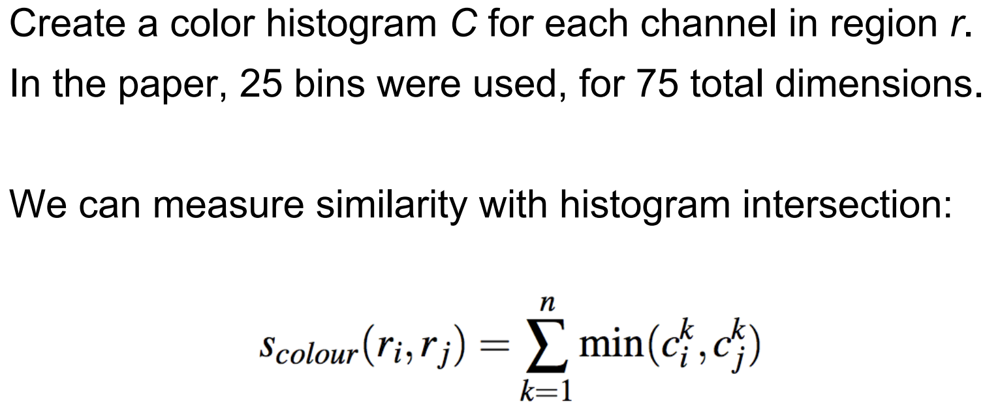 Create a color histogram C for each channel in region r.
In the paper, 25 bins were used, for 75 total dimensions.
We can measure similarity with histogram intersection:
$s_{colour}(r_i, r_j) = \sum_{k=1}^{n} \min(c_i^k, c_j^k)$